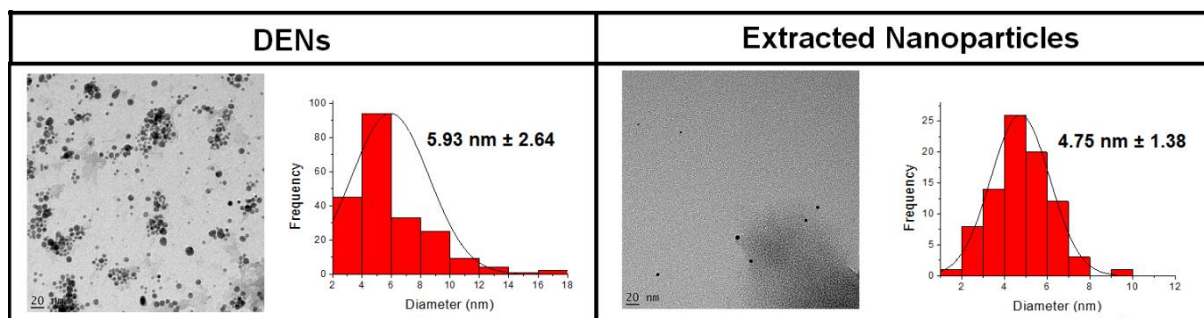 DENs
Extracted Nanoparticles
20 nm
100
80
60
40
20
0
Frequency
5.93 nm ± 2.64
2 4 6 8 10 12 14 16 18
Diameter (nm)
20 nm
25
20
15
10
5
0
Frequency
4.75 nm ± 1.38
2 4 6 8 10 12
Diameter (nm)